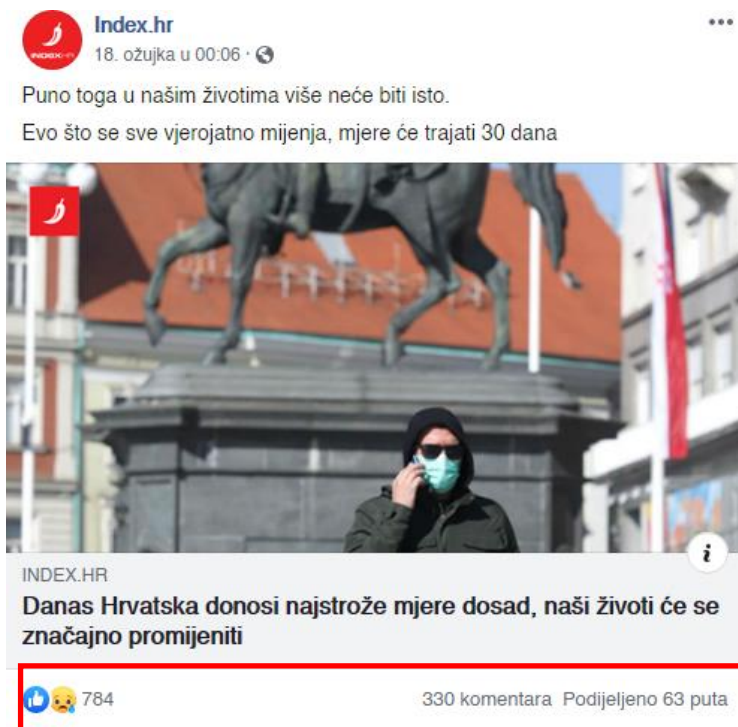 Index.hr
INDEX.HR
18. ožujka u 00:06
Puno toga u našim životima više neće biti isto.
Evo što se sve vjerojatno mijenja, mjere će trajati 30 dana
i
INDEX.HR
Danas Hrvatska donosi najstrože mjere dosad, naši životi će se
značajno promijeniti
784 330 komentara Podijeljeno 63 puta